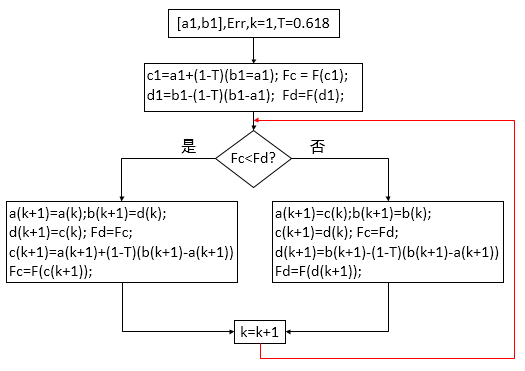 [a1,b1],Err,k=1,T=0.618
c1=a1+(1-T)(b1=a1); Fc = F(c1);
d1=b1-(1-T)(b1-a1);  Fd=F(d1);
是
否
Fc<Fd?
a(k+1)=a(k);b(k+1)=d(k);
d(k+1)=c(k); Fd=Fc;
c(k+1)=a(k+1)+(1-T)(b(k+1)-a(k+1))
Fc=F(c(k+1));
a(k+1)=c(k);b(k+1)=b(k);
c(k+1)=d(k); Fc=Fd;
d(k+1)=b(k+1)-(1-T)(b(k+1)-a(k+1))
Fd=F(d(k+1));
k=k+1